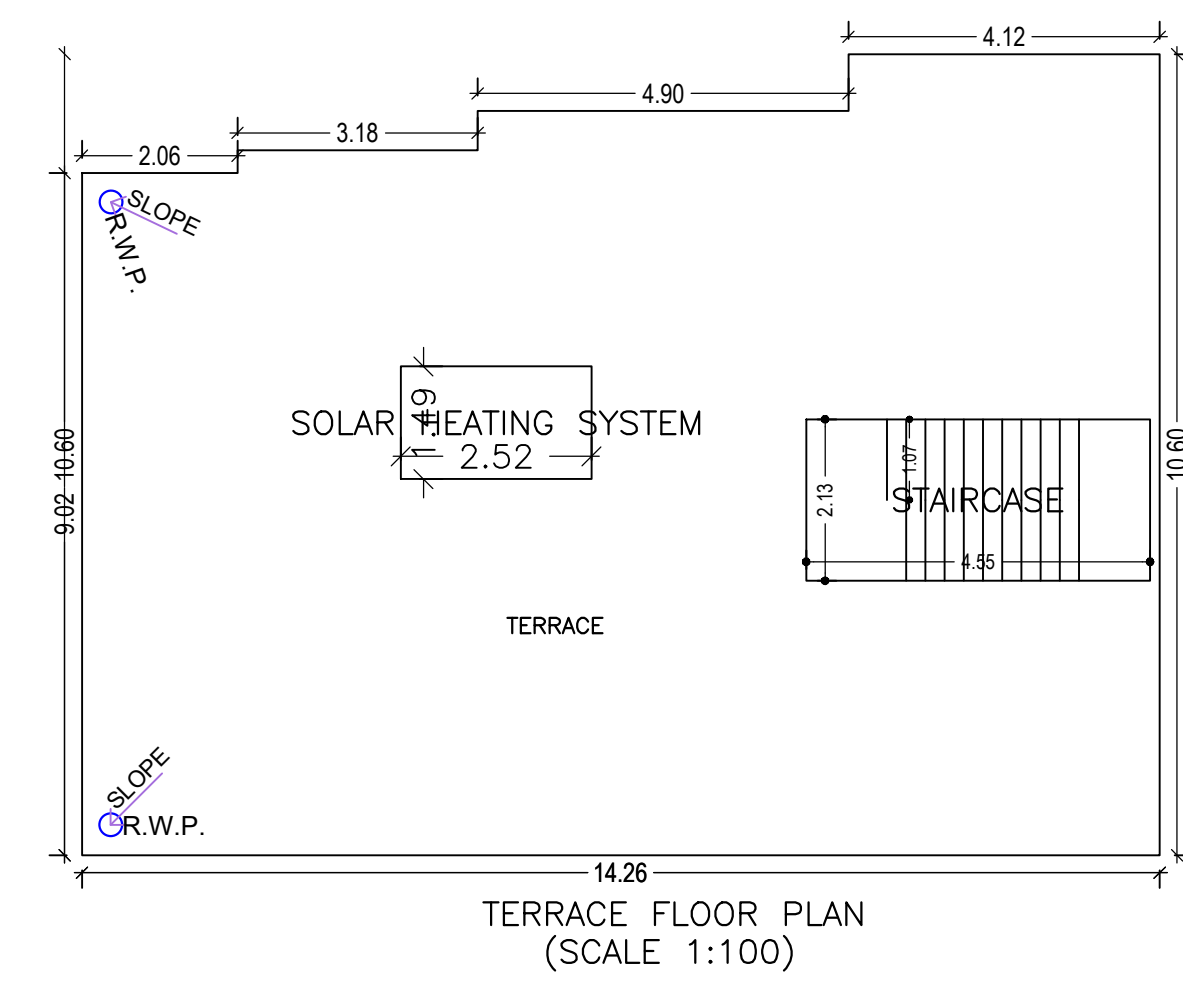 4.12
4.90
3.18
2.06
SLOPE
R.W.P.
1.49
SOLAR HEATING SYSTEM
2.52
10.60
9.02
10.60
1.07
2.13
STAIRCASE
4.55
TERRACE
SLOPE
R.W.P.
14.26
TERRACE FLOOR PLAN
(SCALE 1:100)